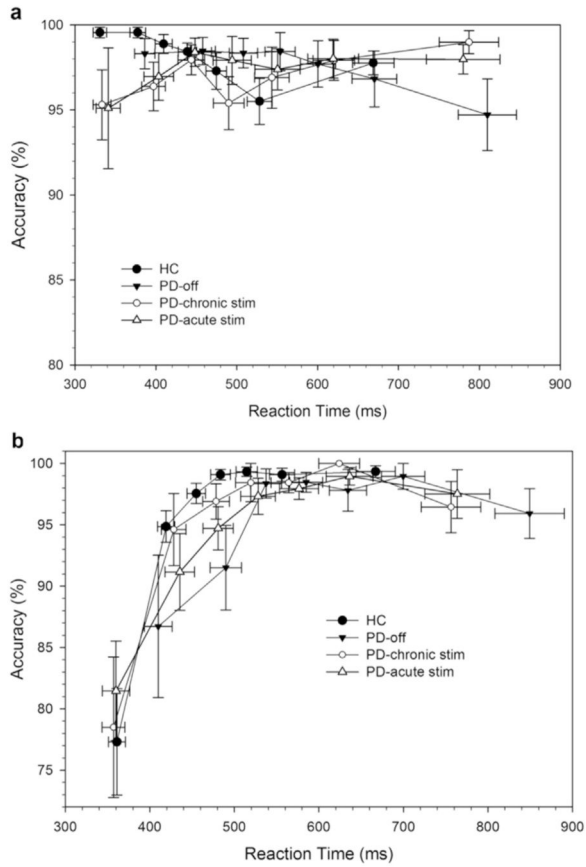 a
100
95
90
85
80
Accuracy (%)
HC
PD-off
PD-chronic stim
PD-acute stim
300 400 500 600 700 800 900
Reaction Time (ms)
b
100
95
90
85
80
75
Accuracy (%)
HC
PD-off
PD-chronic stim
PD-acute stim
300 400 500 600 700 800 900
Reaction Time (ms)